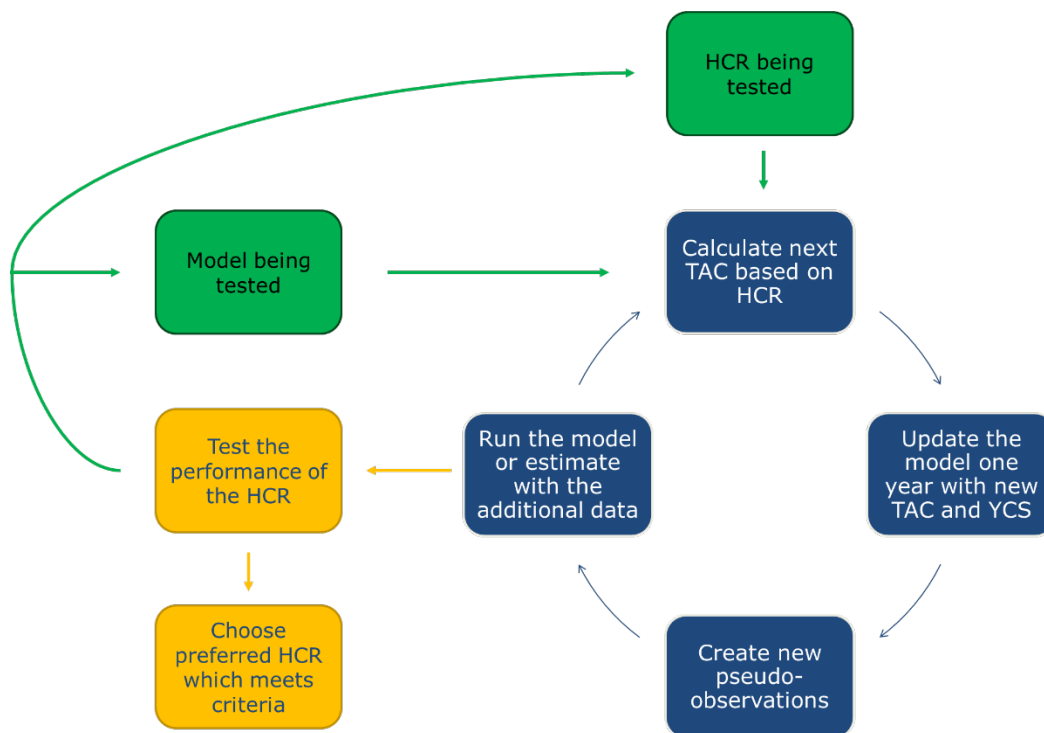 HCR being
tested
Model being
tested
Calculate next
TAC based on
HCR
Test the
performance of
the HCR
Run the model
or estimate
with the
additional data
Update the
model one
year with new
TAC and YCS
Choose
preferred HCR
which meets
criteria
Create new
pseudo-
observations